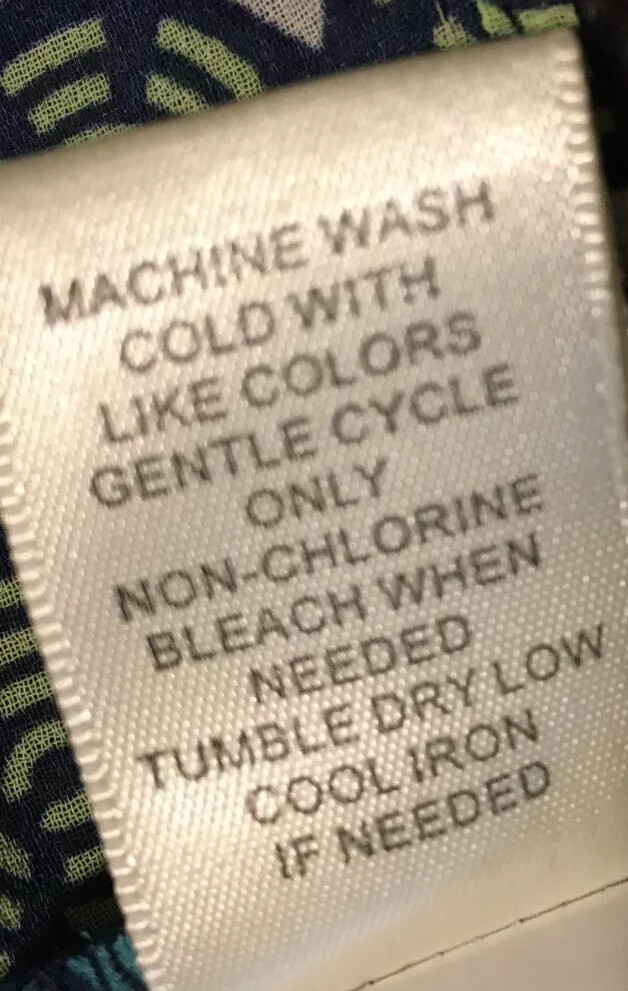 MACHINE WASH
COLD WITH
LIKE COLORS
GENTLE CYCLE
ONLY
NON-CHLORINE
BLEACH WHEN
NEEDED
TUMBLE DRY LOW
COOL IRON
IF NEEDED